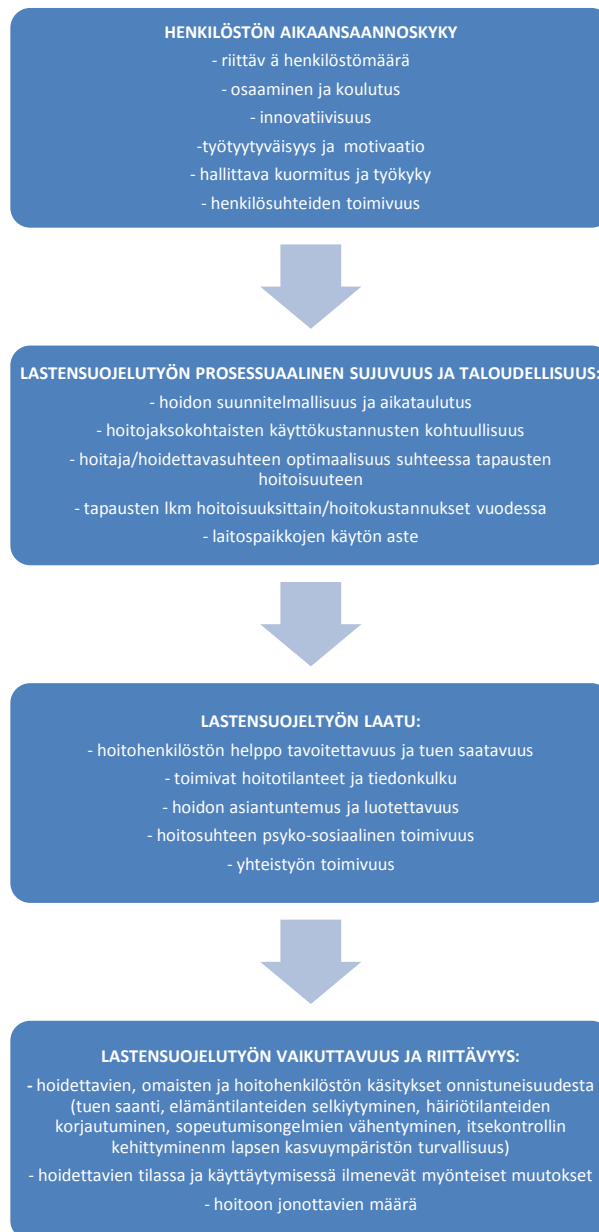 HENKILÖSTÖN AIKAANSAANNOSKYKY
- riittäv ä henkilöstömäärä
- osaaminen ja koulutus
- innovatiivisuus
-työtyytyväisyys ja motivaatio
- hallittava kuormitus ja työkyky
- henkilösuhteiden toimivuus
LASTENSUOJELUTYÖN PROSESSUAALINEN SUJUVUUS JA TALOUDELLISUUS:
- hoidon suunnitelmallisuus ja aikataulutus
- hoitojaksokohtaisten käyttökustannusten kohtuullisuus
- hoitaja/hoidettavasuhteen optimaalisuus suhteessa tapausten
hoitoisuuteen
- tapausten lkm hoitoisuuksittain/hoitokustannukset vuodessa
- laitospaikkojen käytön aste
LASTENSUOJELTYÖN LAATU:
- hoitohenkilöstön helppo tavoitettavuus ja tuen saatavuus
- toimivat hoitotilanteet ja tiedonkulku
- hoidon asiantuntemus ja luotettavuus
- hoitosuhteen psyko-sosiaalinen toimivuus
- yhteistyön toimivuus
LASTENSUOJELUTYÖN VAIKUTTAVUUS JA RIITTÄVYYS:
- hoidettavien, omaisten ja hoitohenkilöstön käsitykset onnistuneisuudesta
(tuen saanti, elämäntilanteiden selkiytyminen, häiriötilanteiden
korjautuminen, sopeutumisongelmien vähentyminen, itsekontrollin
kehittyminenm lapsen kasvuympäristön turvallisuus)
- hoidettavien tilassa ja käyttäytymisessä ilmenevät myönteiset muutokset
- hoitoon jonottavien määrä